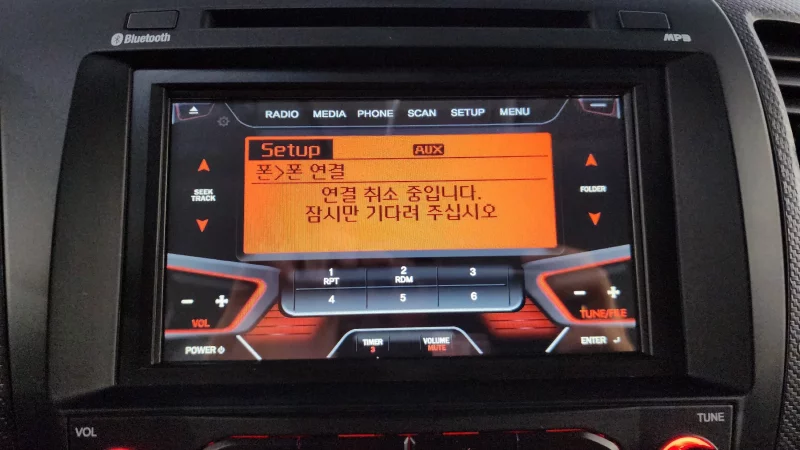 Bluetooth
MP3
RADIO MEDIA PHONE SCAN SETUP MENU
Setup AUX
폰>폰 연결
연결 취소 중입니다.
잠시만 기다려 주십시오
SEEK
TRACK
FOLDER
1 2 3
RPT RDM
4 5 6
- +
VOL
- +
TUNE/FILE
POWER
TIMER
3
VOLUME
MUTE
ENTER
VOL
TUNE